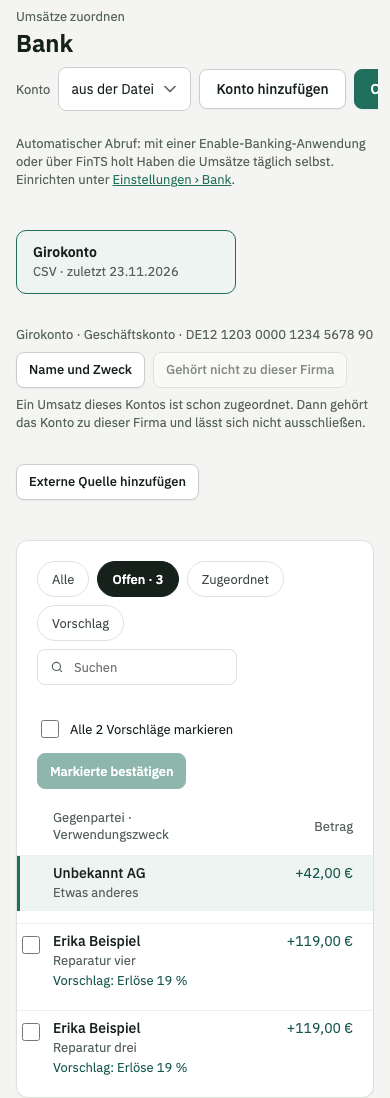 Umsätze zuordnen
Bank
Konto aus der Datei Konto hinzufügen
Automatischer Abruf: mit einer Enable-Banking-Anwendung
oder über FinTS holt Haben die Umsätze täglich selbst.
Einrichten unter Einstellungen › Bank.
Girokonto
CSV · zuletzt 23.11.2026
Girokonto · Geschäftskonto · DE12 1203 0000 1234 5678 90
Name und Zweck Gehört nicht zu dieser Firma
Ein Umsatz dieses Kontos ist schon zugeordnet. Dann gehört
das Konto zu dieser Firma und lässt sich nicht ausschließen.
Externe Quelle hinzufügen
Alle Offen · 3 Zugeordnet
Vorschlag
Suchen
Alle 2 Vorschläge markieren
Markierte bestätigen
Gegenpartei ·
Verwendungszweck Betrag
Unbekannt AG +42,00 €
Etwas anderes
Erika Beispiel +119,00 €
Reparatur vier
Vorschlag: Erlöse 19 %
Erika Beispiel +119,00 €
Reparatur drei
Vorschlag: Erlöse 19 %